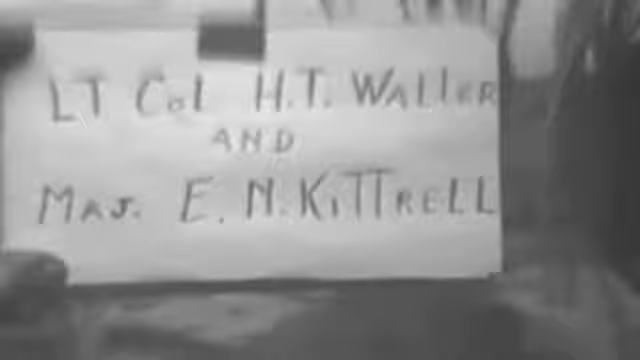 LT Col H.T. WALLER
AND
MAJ. E. N. KITTRELL